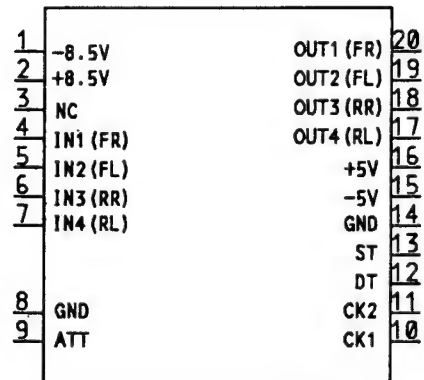 1 -8.5V OUT1(FR) 20
2 +8.5V OUT2(FL) 19
3 NC OUT3(RR) 18
4 IN1(FR) OUT4(RL) 17
5 IN2(FL) +5V 16
6 IN3(RR) -5V 15
7 IN4(RL) GND 14
ST 13
DT 12
8 GND CK2 11
9 ATT CK1 10